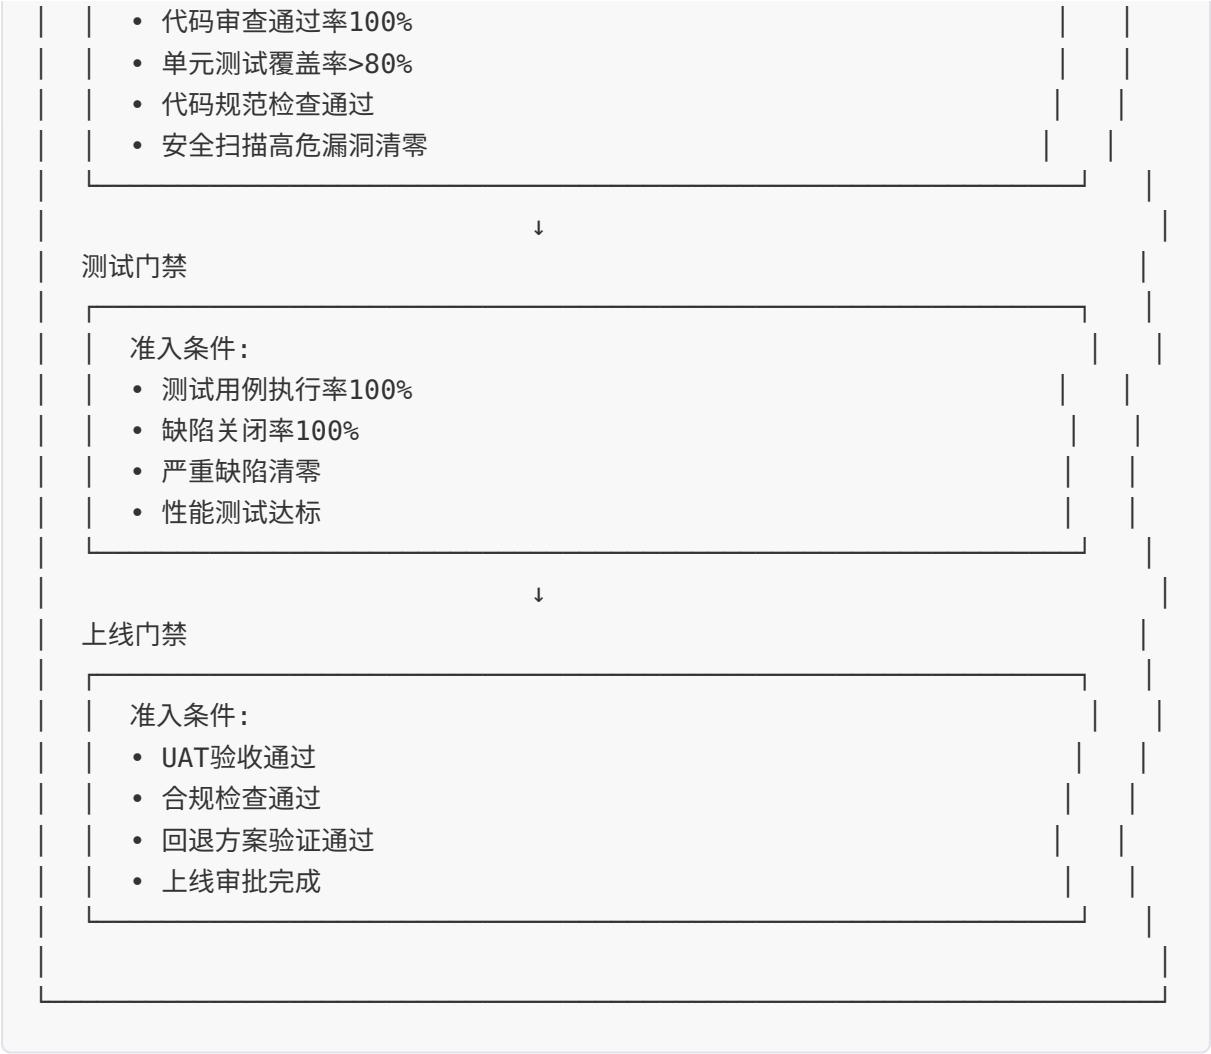 • 代码审查通过率100%
• 单元测试覆盖率>80%
• 代码规范检查通过
• 安全扫描高危漏洞清零
↓
测试门禁
准入条件:
• 测试用例执行率100%
• 缺陷关闭率100%
• 严重缺陷清零
• 性能测试达标
↓
上线门禁
准入条件:
• UAT验收通过
• 合规检查通过
• 回退方案验证通过
• 上线审批完成